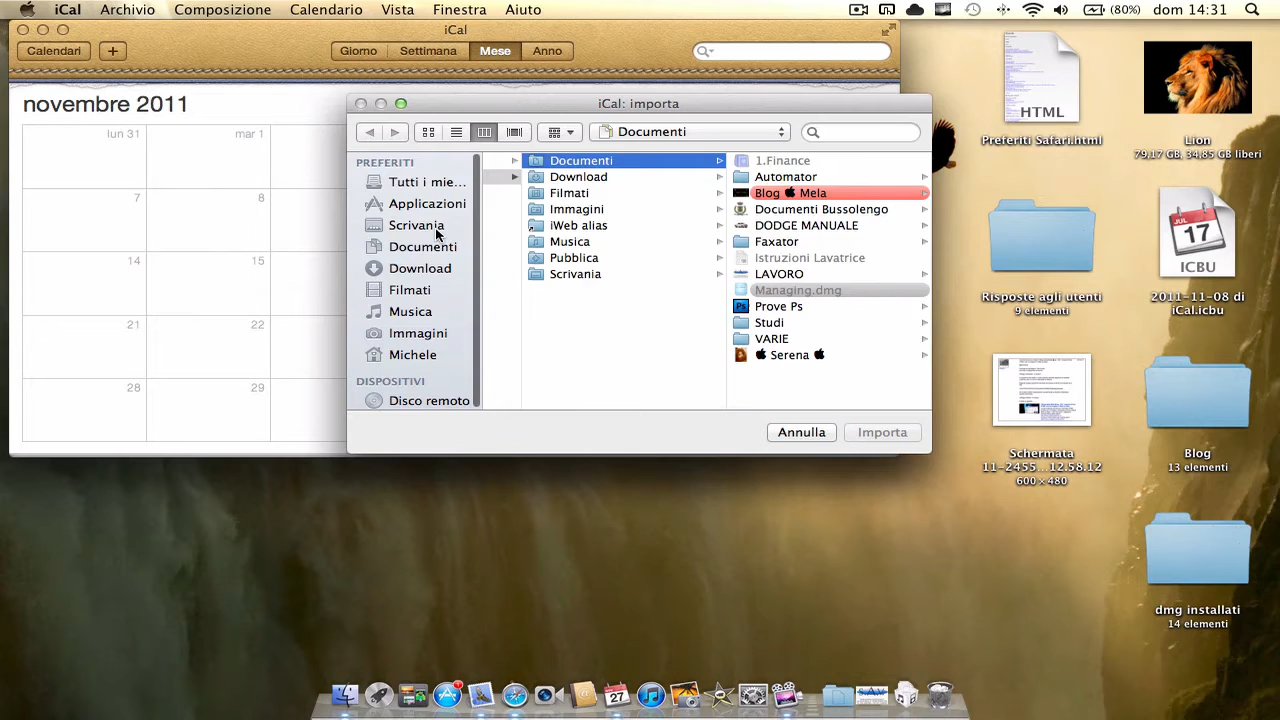 iCal Archivio Composizione Calendario Vista Finestra Aiuto (80%) dom 14:31
iCal
Calendari + Giorno Settimana Mese Anno
novembre 2011
lun 31 mar 1
7 8
14 15
21 22
28 29
iCal: importa
Documenti
PREFERITI
Tutti i mie...
Applicazioni
Scrivania
Documenti
Download
Filmati
Musica
Immagini
Michele
DISPOSITIVI
Disco remoto
Documenti
Download
Filmati
Immagini
iWeb alias
Musica
Pubblica
Scrivania
1.Finance
Automator
Blog Mela
Documenti Bussolengo
DODGE MANUALE
Faxator
Istruzioni Lavatrice
LAVORO
Managing.dmg
Prove Ps
Studi
VARIE
Serena
Annulla Importa
HTML
Preferiti Safari.html
Lion
79,17 GB, 34,85 GB liberi
Risposte agli utenti
9 elementi
JUL
17
ICBU
2011-11-08 di
iCal.icbu
Schermata
11-2455...12.58.12
600×480
Blog
13 elementi
dmg installati
14 elementi